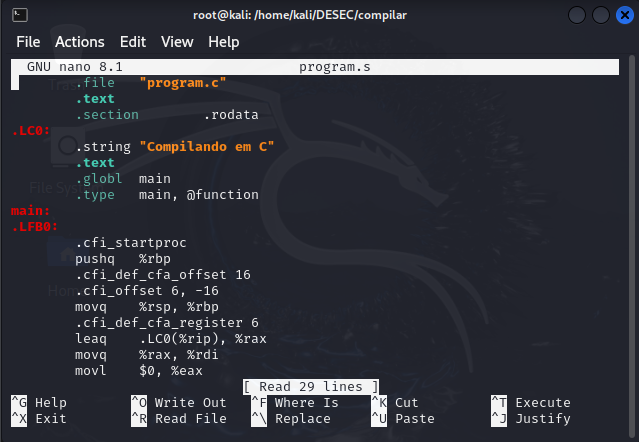 root@kali: /home/kali/DESEC/compilar
File Actions Edit View Help
GNU nano 8.1 program.s
.file "program.c"
.text
.section .rodata
.LC0:
.string "Compilando em C"
.text
.globl main
.type main, @function
main:
.LFB0:
.cfi_startproc
pushq %rbp
.cfi_def_cfa_offset 16
.cfi_offset 6, -16
movq %rsp, %rbp
.cfi_def_cfa_register 6
leaq .LC0(%rip), %rax
movq %rax, %rdi
movl $0, %eax
[ Read 29 lines ]
^G Help ^O Write Out ^F Where Is ^K Cut ^T Execute
^X Exit ^R Read File ^\ Replace ^U Paste ^J Justify